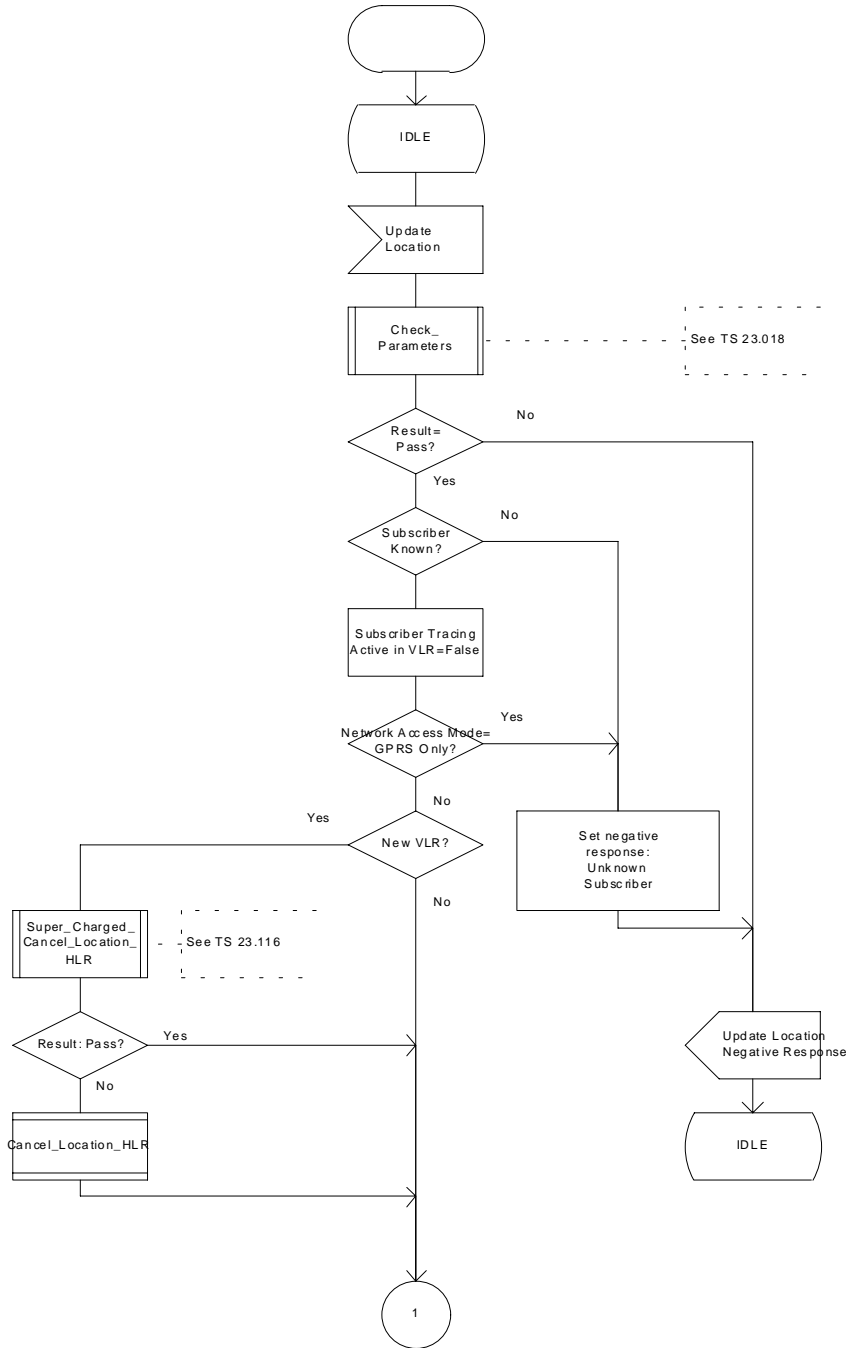 IDLE
Update
Location
Check_
Parameters
See TS 23.018
Result=
Pass?
No
Yes
Subscriber
Known?
No
Subscriber Tracing
Active in VLR=False
Network Access Mode=
GPRS Only?
Yes
No
New VLR?
Yes
No
Set negative
response:
Unknown
Subscriber
Super_Charged_
Cancel_Location_
HLR
See TS 23.116
Result: Pass?
Yes
No
Update Location
Negative Response
Cancel_Location_HLR
IDLE
1